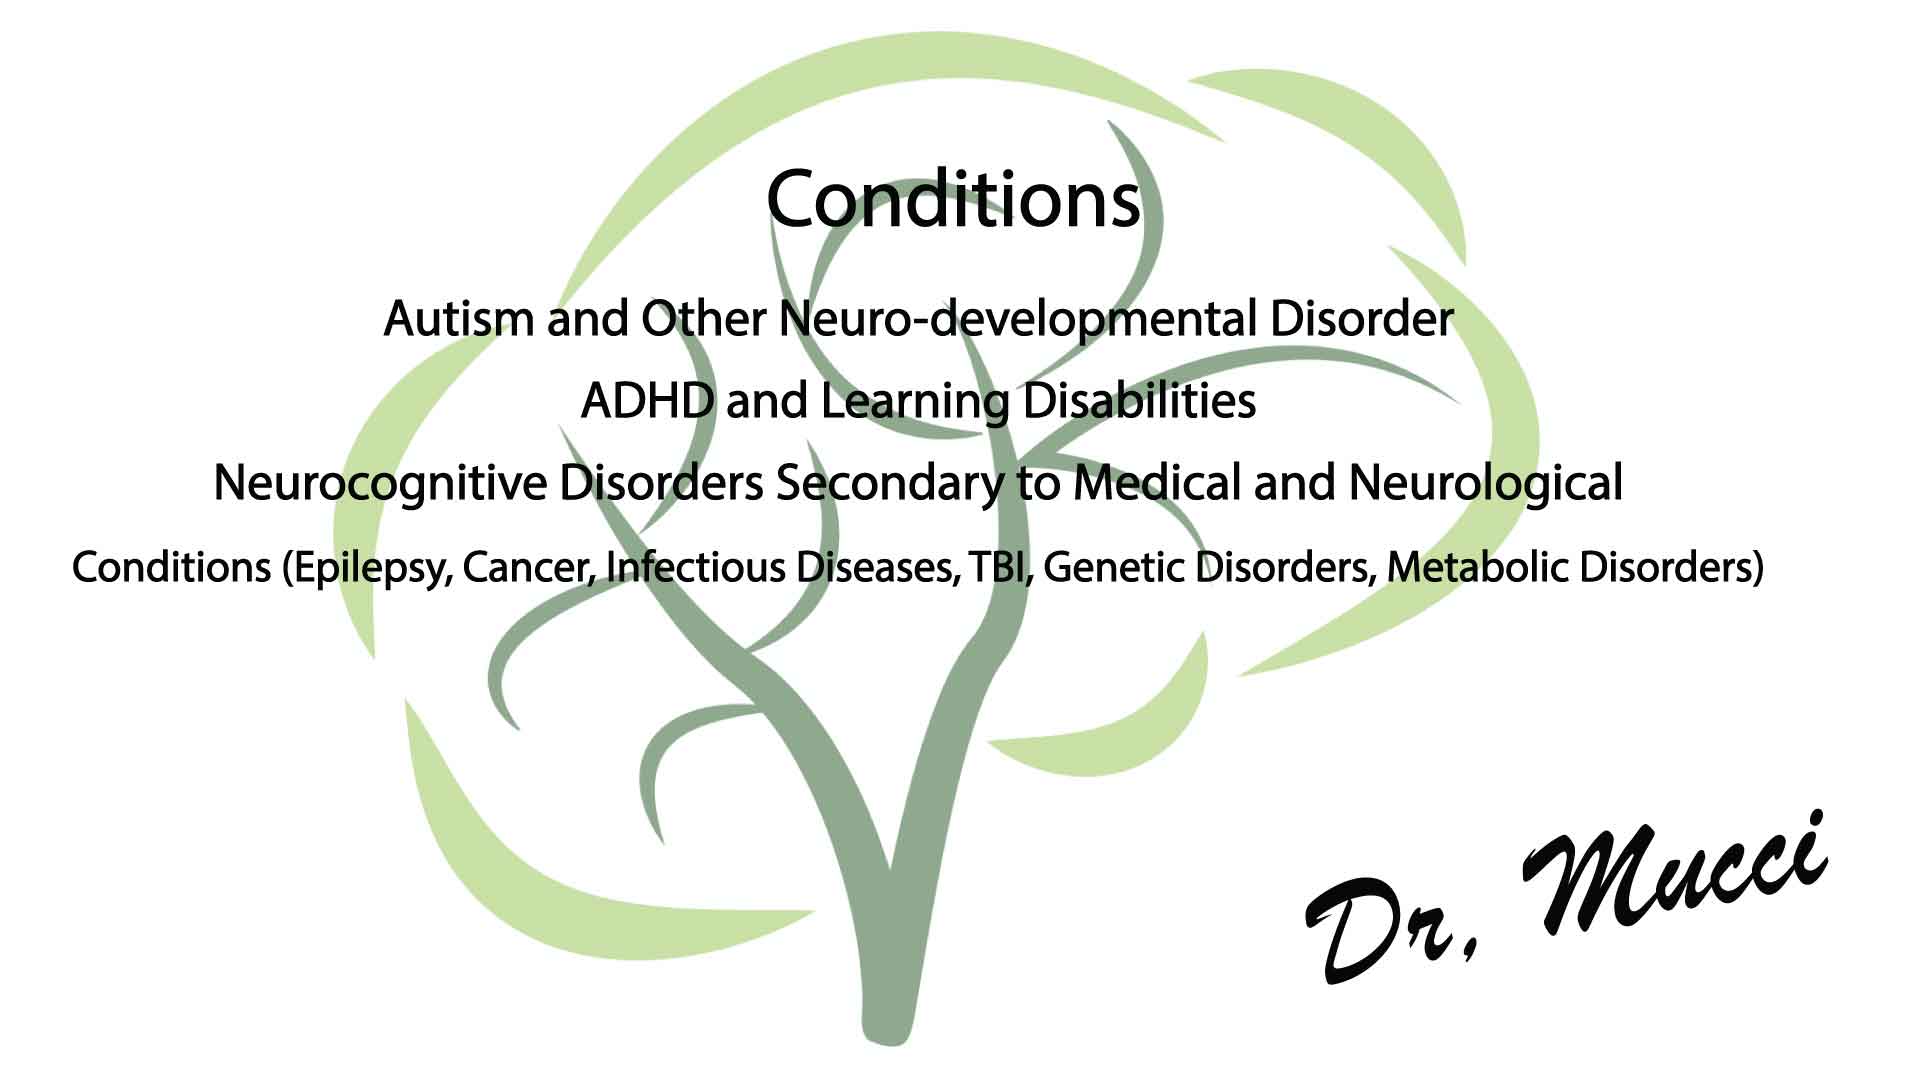 Conditions
Autism and Other Neuro-developmental Disorder
ADHD and Learning Disabilities
Neurocognitive Disorders Secondary to Medical and Neurological
Conditions (Epilepsy, Cancer, Infectious Diseases, TBI, Genetic Disorders, Metabolic Disorders)
Dr. Mucci